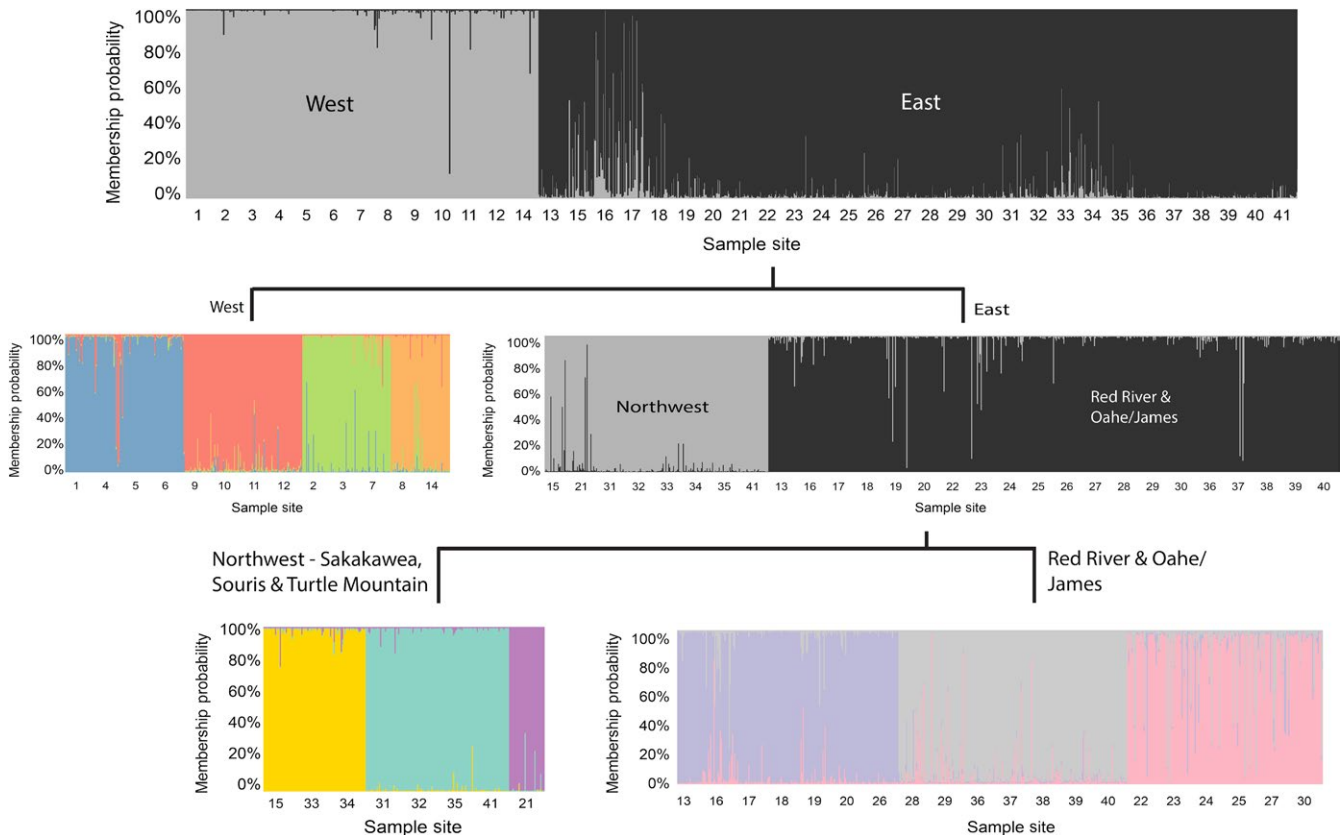 Membership probability
100%
80%
60%
40%
20%
0%
West
East
1 2 3 4 5 6 7 8 9 10 11 12 14 13 15 16 17 18 19 20 21 22 23 24 25 26 27 28 29 30 31 32 33 34 35 36 37 38 39 40 41
Sample site
West
East
Membership probability
100%
80%
60%
40%
20%
0%
1 4 5 6 9 10 11 12 2 3 7 8 14
Sample site
Membership probability
100%
80%
60%
40%
20%
0%
Northwest
Red River &
Oahe/James
15 21 31 32 33 34 35 41 13 16 17 18 19 20 22 23 24 25 26 27 28 29 30 36 37 38 39 40
Sample site
Northwest - Sakakawea,
Souris & Turtle Mountain
Red River & Oahe/
James
Membership probability
100%
80%
60%
40%
20%
0%
15 33 34 31 32 35 41 21
Sample site
Membership probability
100%
80%
60%
40%
20%
0%
13 16 17 18 19 20 26 28 29 36 37 38 39 40 22 23 24 25 27 30
Sample site